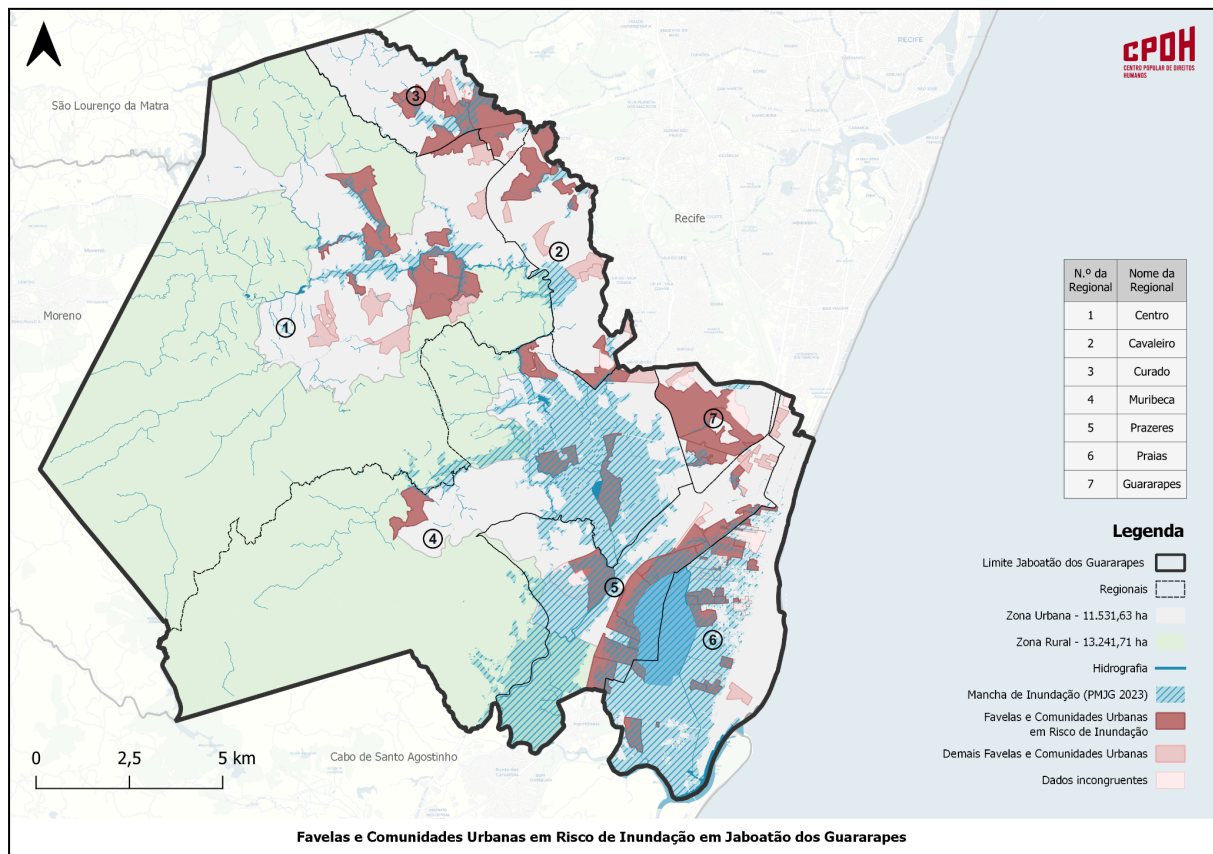 RECIFE
CPDH
CENTRO POPULAR DE DIREITOS
HUMANOS
São Lourenço da Matra
3
Recife
2
N.º da Regional Nome da Regional
1 Centro
2 Cavaleiro
3 Curado
4 Muribeca
5 Prazeres
6 Praias
7 Guararapes
Moreno
1
7
4
5
6
Legenda
Limite Jaboatão dos Guararapes
Regionais
Zona Urbana - 11.531,63 ha
Zona Rural - 13.241,71 ha
Hidrografia
Mancha de Inundação (PMJG 2023)
Favelas e Comunidades Urbanas
em Risco de Inundação
Demais Favelas e Comunidades Urbanas
Dados incongruentes
0 2,5 5 km
Cabo de Santo Agostinho
Favelas e Comunidades Urbanas em Risco de Inundação em Jaboatão dos Guararapes